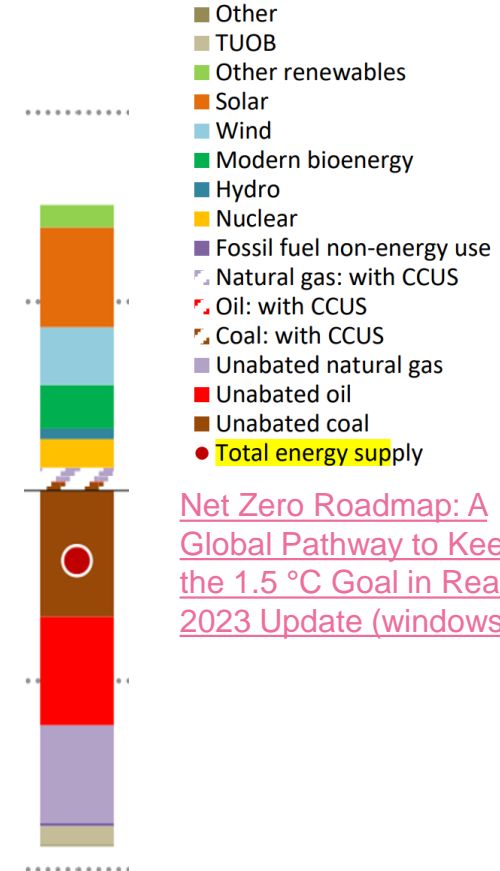 Other
TUOB
Other renewables
Solar
Wind
Modern bioenergy
Hydro
Nuclear
Fossil fuel non-energy use
Natural gas: with CCUS
Oil: with CCUS
Coal: with CCUS
Unabated natural gas
Unabated oil
Unabated coal
Total energy supply
Net Zero Roadmap: A
Global Pathway to Kee
the 1.5 °C Goal in Rea
2023 Update (windows